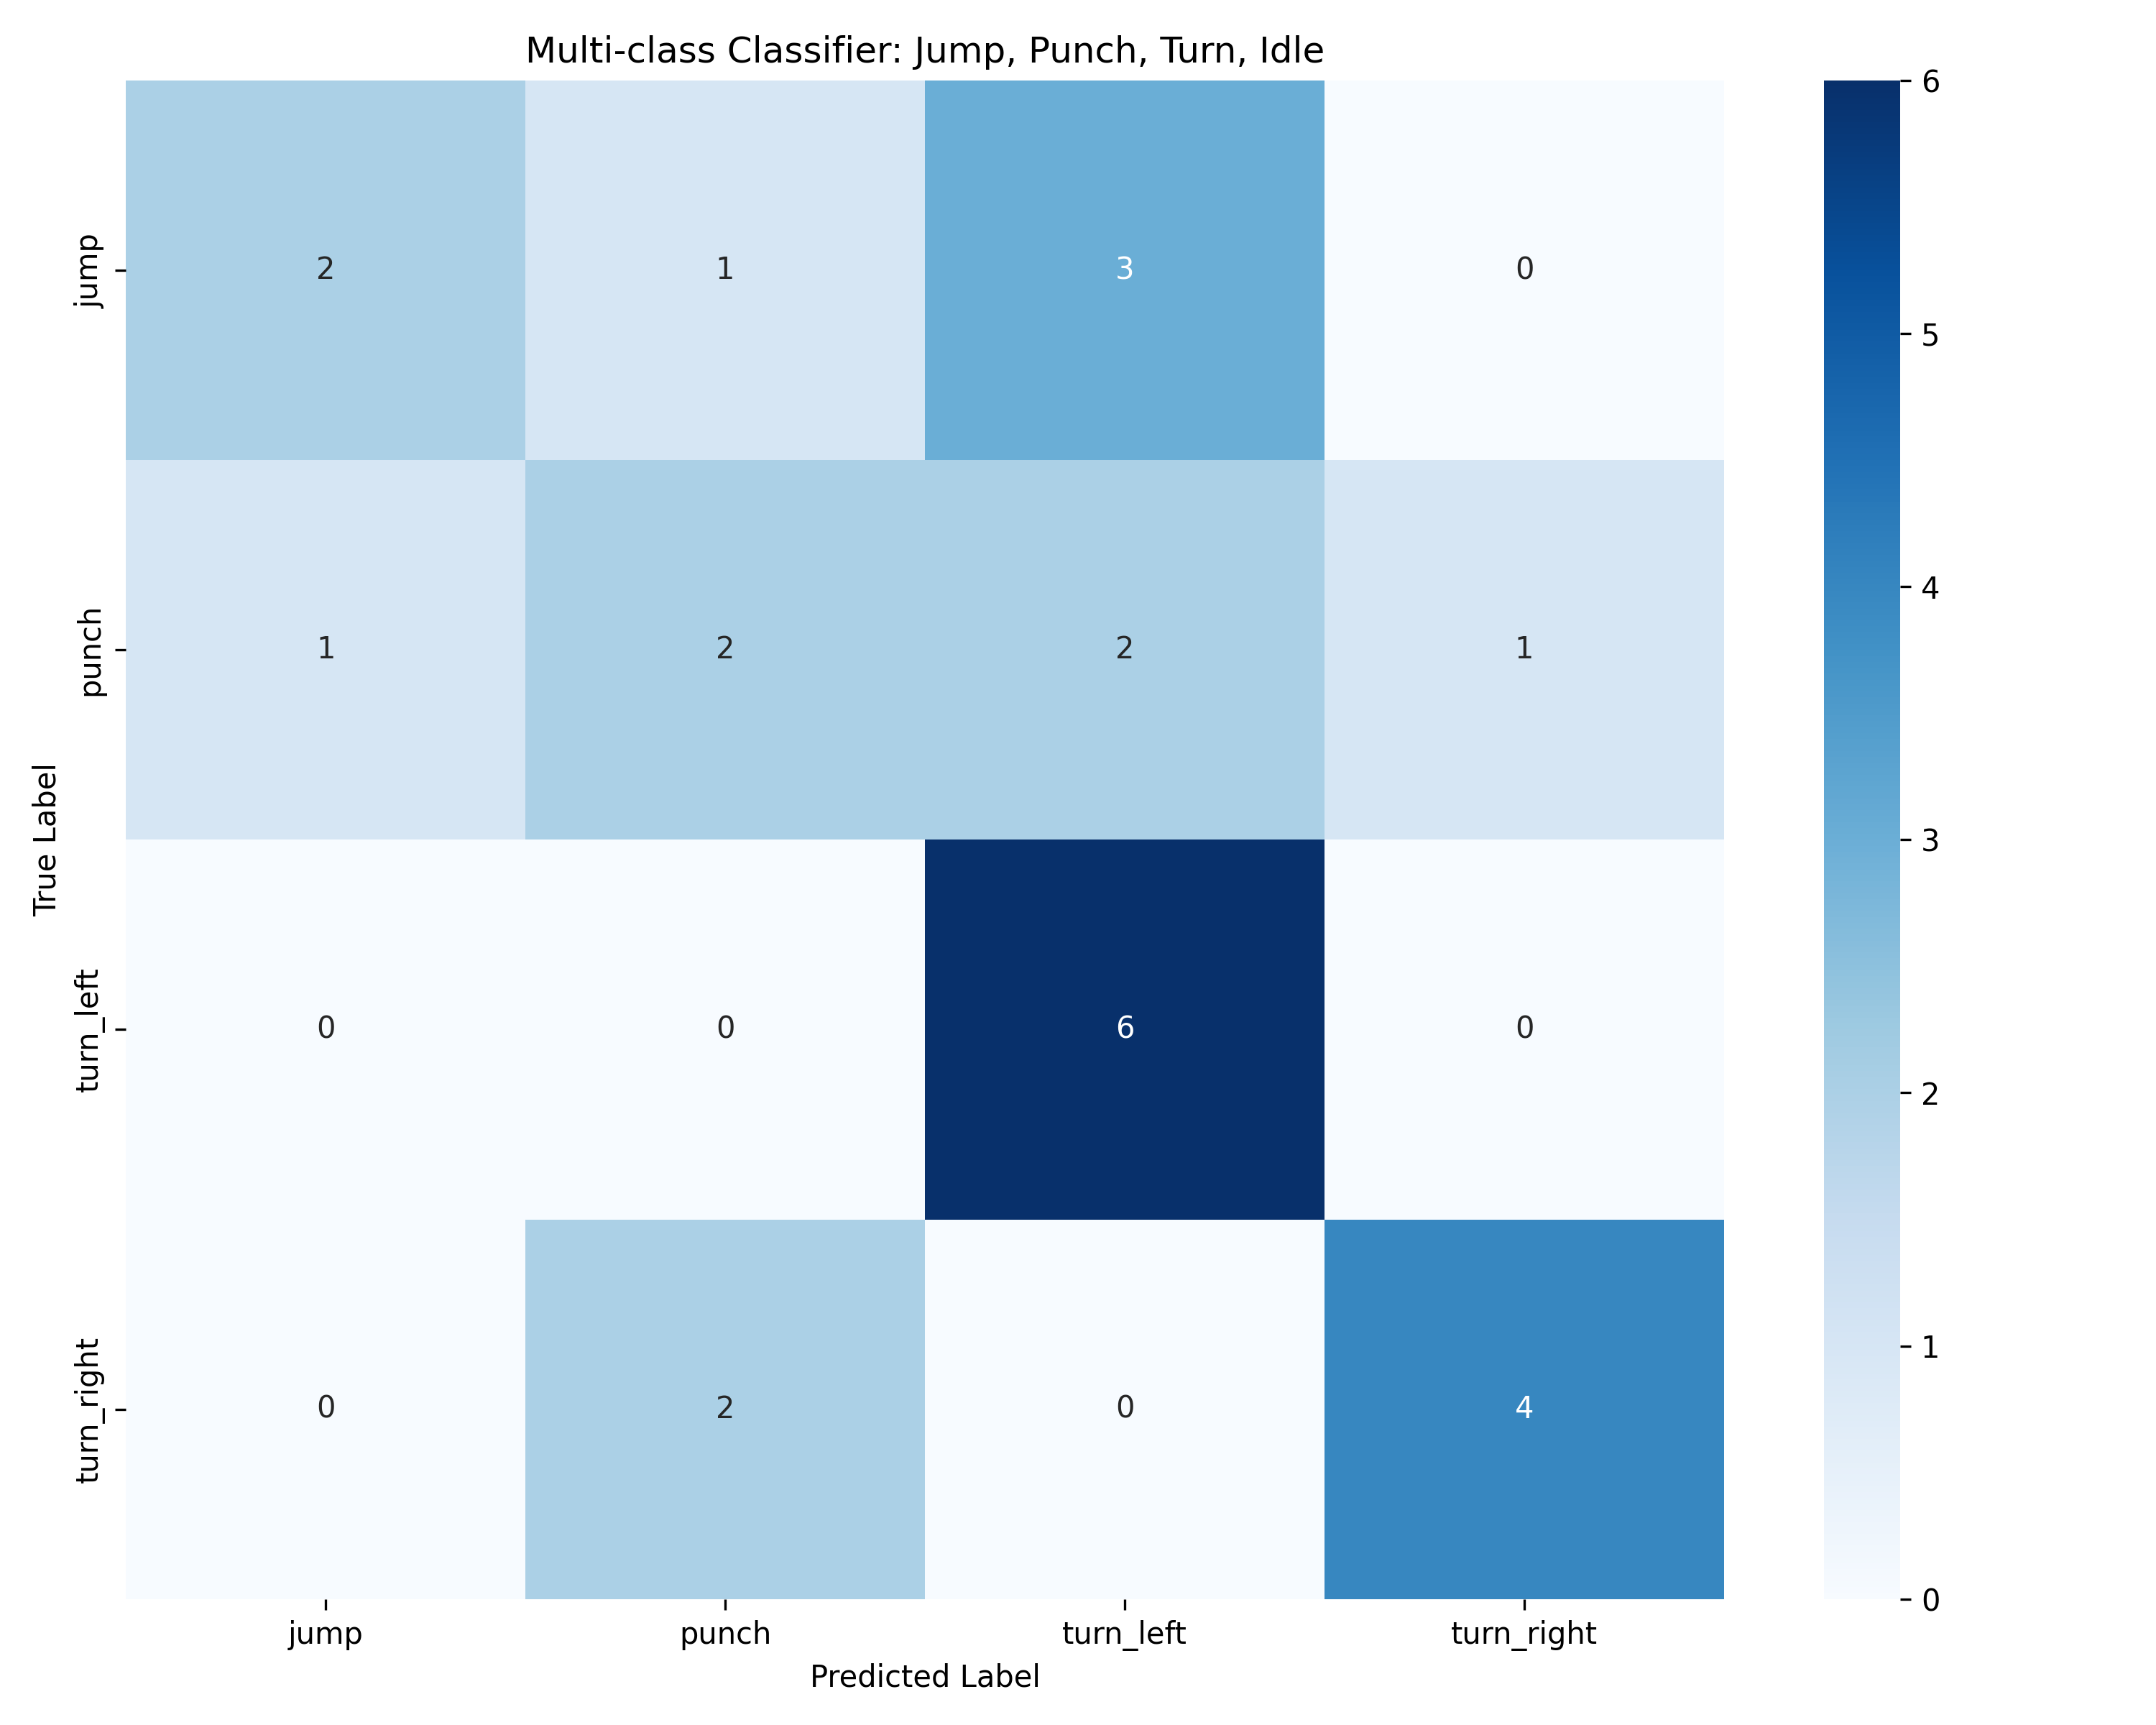 Multi-class Classifier: Jump, Punch, Turn, Idle
True Label
jump
2 1 3 0
punch
1 2 2 1
turn_left
0 0 6 0
turn_right
0 2 0 4
jump punch turn_left turn_right
Predicted Label
6
5
4
3
2
1
0